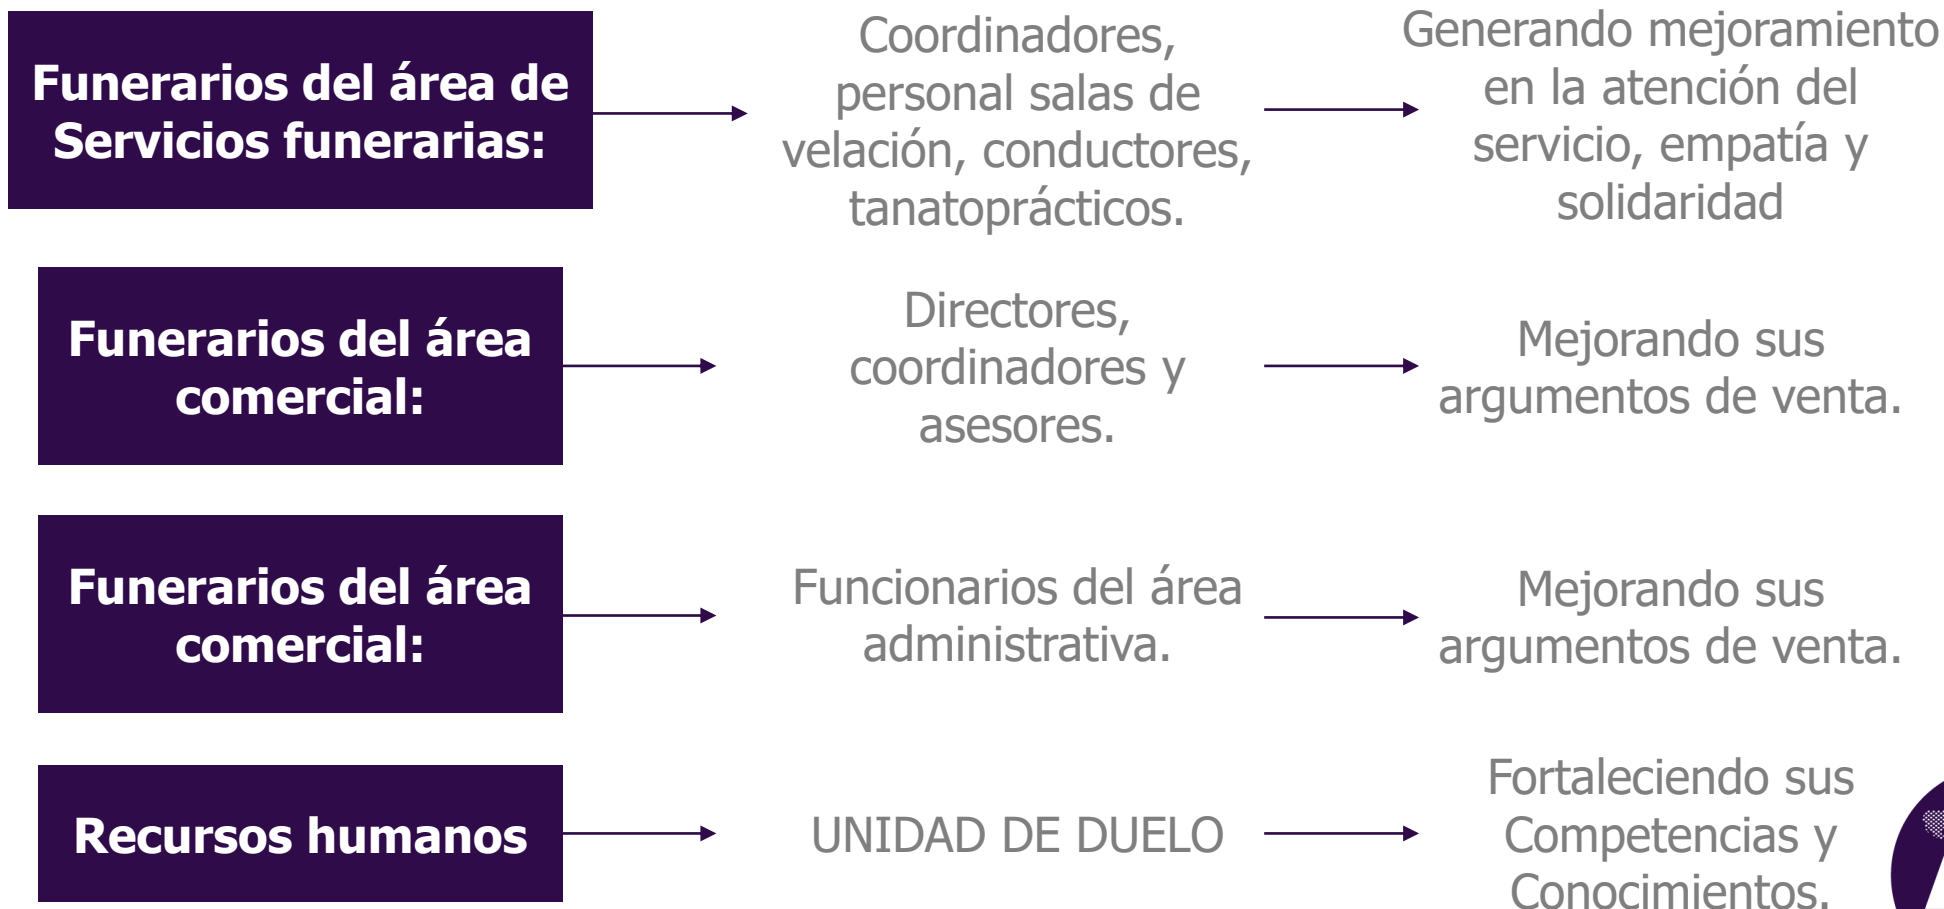 Funerarios del área de
Servicios funerarias:
Coordinadores,
personal salas de
velación, conductores,
tanatoprácticos.
Generando mejoramiento
en la atención del
servicio, empatía y
solidaridad
Funerarios del área
comercial:
Directores,
coordinadores y
asesores.
Mejorando sus
argumentos de venta.
Funerarios del área
comercial:
Funcionarios del área
administrativa.
Mejorando sus
argumentos de venta.
Recursos humanos
UNIDAD DE DUELO
Fortaleciendo sus
Competencias y
Conocimientos.